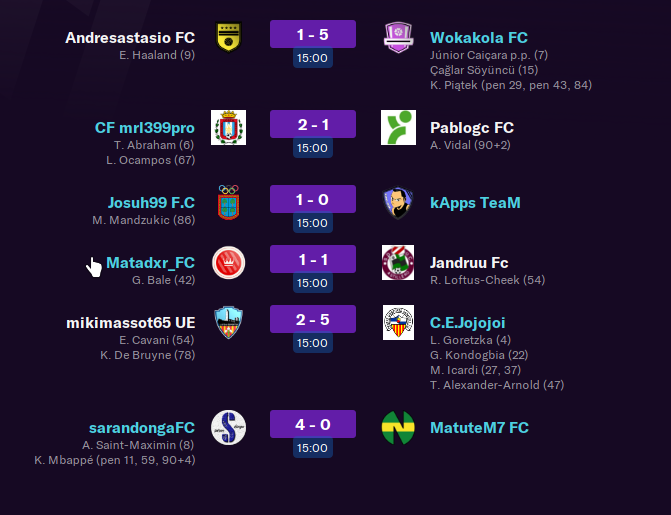 Andresastasio FC 1 - 5 Wokakola FC
E. Haaland (9) 15:00 Júnior Caiçara p.p. (7)
Çağlar Söyüncü (15)
K. Piątek (pen 29, pen 43, 84)
CF mrl399pro 2 - 1 Pablogc FC
T. Abraham (6) 15:00 A. Vidal (90+2)
L. Ocampos (67)
Josuh99 F.C 1 - 0 kApps TeaM
M. Mandzukic (86) 15:00
Matadxr_FC 1 - 1 Jandruu Fc
G. Bale (42) 15:00 R. Loftus-Cheek (54)
mikimassot65 UE 2 - 5 C.E.Jojojoi
E. Cavani (54) 15:00 L. Goretzka (4)
K. De Bruyne (78) G. Kondogbia (22)
M. Icardi (27, 37)
T. Alexander-Arnold (47)
sarandongaFC 4 - 0 MatuteM7 FC
A. Saint-Maximin (8) 15:00
K. Mbappé (pen 11, 59, 90+4)